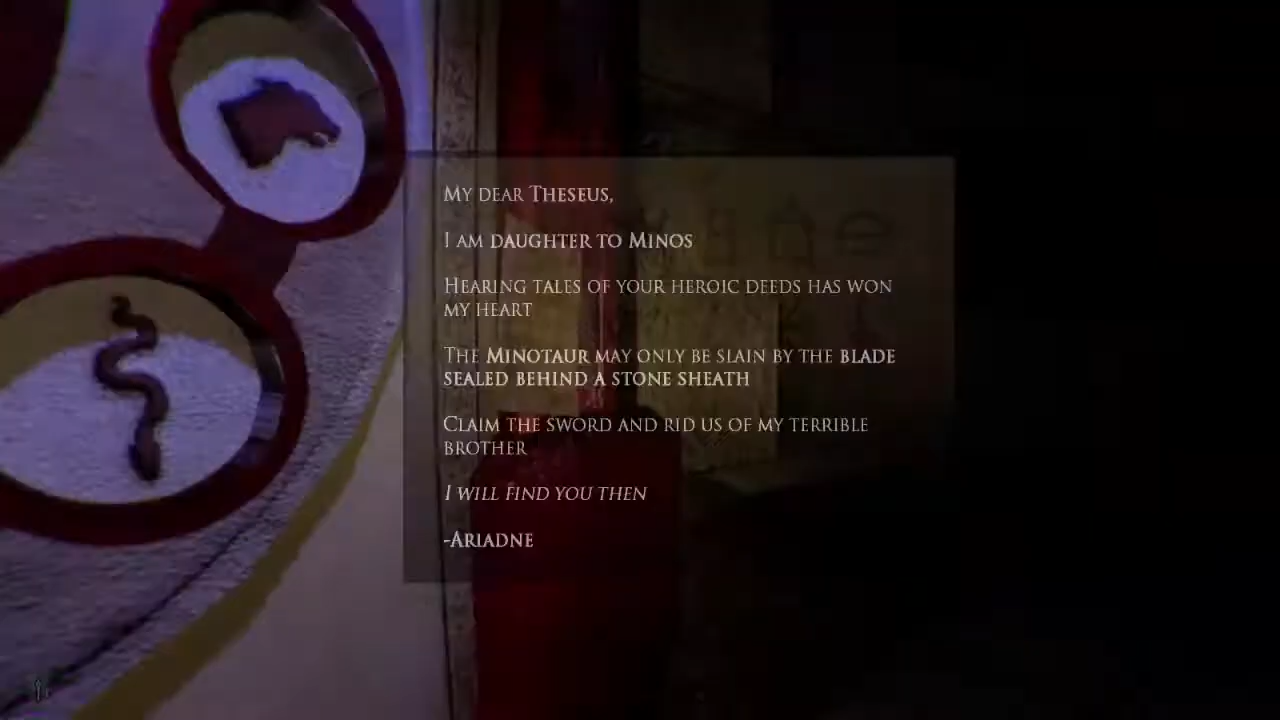 My dear Theseus,
I am daughter to Minos
Hearing tales of your heroic deeds has won
my heart
The Minotaur may only be slain by the blade
sealed behind a stone sheath
Claim the sword and rid us of my terrible
brother
I will find you then
-Ariadne